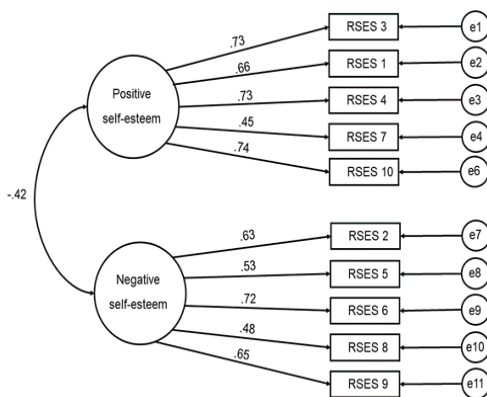 .73
RSES 3
e1
.66
RSES 1
e2
Positive
self-esteem
.73
RSES 4
e3
.45
RSES 7
e4
.74
RSES 10
e6
-.42
.63
RSES 2
e7
Negative
self-esteem
.53
RSES 5
e8
.72
RSES 6
e9
.48
RSES 8
e10
.65
RSES 9
e11